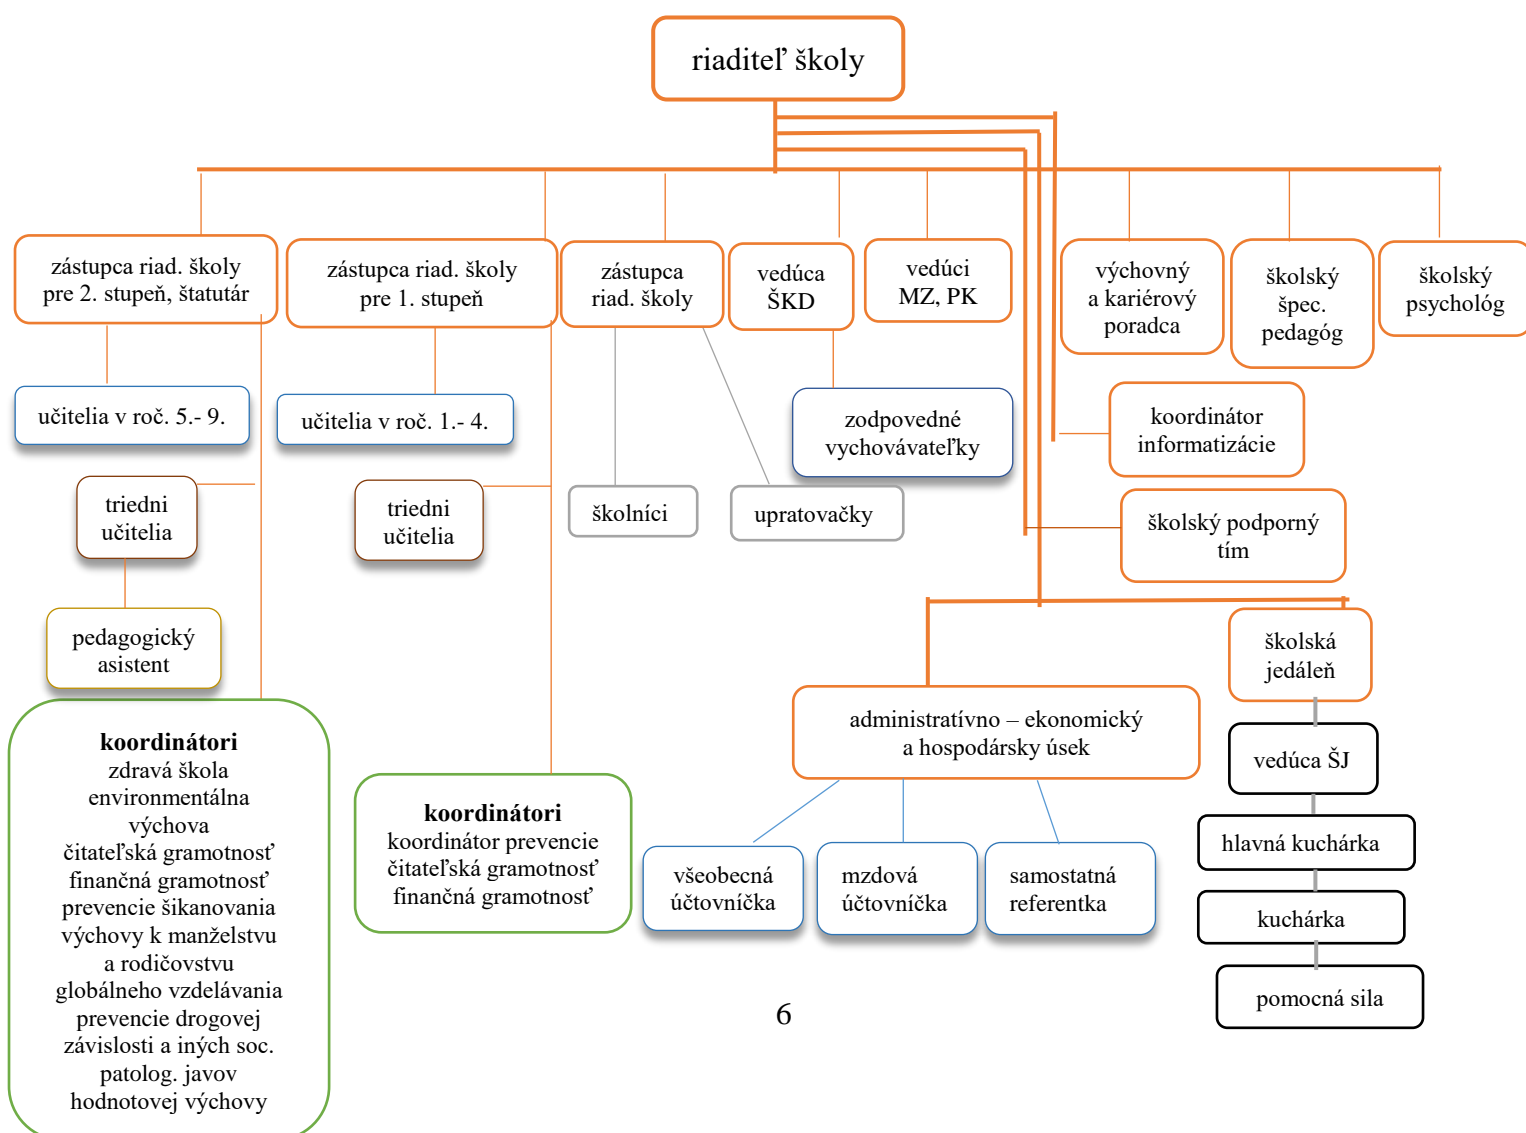 riaditeľ školy
zástupca riad. školy
pre 2. stupeň, štatutár
zástupca riad. školy
pre 1. stupeň
zástupca
riad. školy
vedúca
ŠKD
vedúci
MZ, PK
výchovný
a kariérový
poradca
školský
špec.
pedagóg
školský
psychológ
učitelia v roč. 5.- 9.
učitelia v roč. 1.- 4.
zodpovedné
vychovávateľky
koordinátor
informatizácie
triedni
učitelia
triedni
učitelia
školníci
upratovačky
školský podporný
tím
pedagogický
asistent
školská
jedáleň
administratívno – ekonomický
a hospodársky úsek
vedúca ŠJ
koordinátori
zdravá škola
environmentálna
výchova
čitateľská gramotnosť
finančná gramotnosť
prevencie šikanovania
výchovy k manželstvu
a rodičovstvu
globálneho vzdelávania
prevencie drogovej
závislosti a iných soc.
patolog. javov
hodnotovej výchovy
koordinátori
koordinátor prevencie
čitateľská gramotnosť
finančná gramotnosť
všeobecná
účtovníčka
mzdová
účtovníčka
samostatná
referentka
hlavná kuchárka
kuchárka
pomocná sila
6